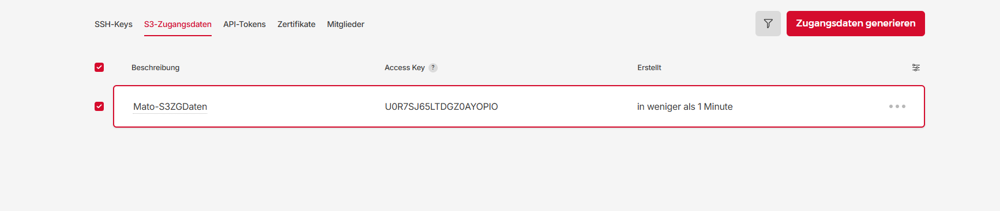 SSH-Keys S3-Zugangsdaten API-Tokens Zertifikate Mitglieder Zugangsdaten generieren
Beschreibung Access Key ? Erstellt
Mato-S3ZGDaten U0R7SJ65LTDGZ0AYOPIO in weniger als 1 Minute